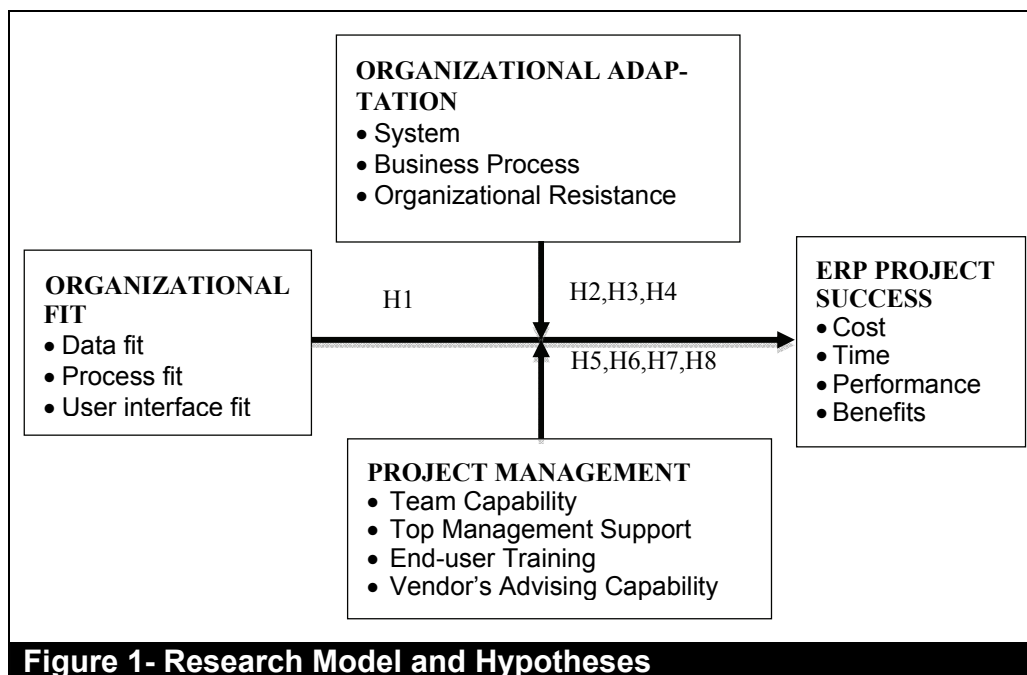 ORGANIZATIONAL ADAP-
TATION
• System
• Business Process
• Organizational Resistance
ORGANIZATIONAL
FIT
• Data fit
• Process fit
• User interface fit
H1
H2,H3,H4
H5,H6,H7,H8
ERP PROJECT
SUCCESS
• Cost
• Time
• Performance
• Benefits
PROJECT MANAGEMENT
• Team Capability
• Top Management Support
• End-user Training
• Vendor's Advising Capability
Figure 1- Research Model and Hypotheses